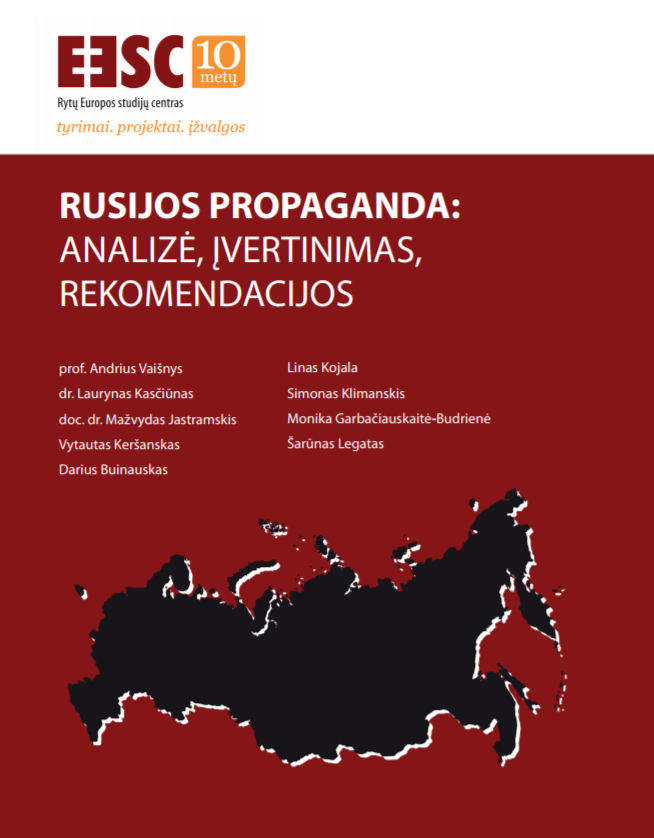 EESC 10
metų
Rytų Europos studijų centras
tyrimai. projektai. įžvalgos
RUSIJOS PROPAGANDA:
ANALIZĖ, ĮVERTINIMAS,
REKOMENDACIJOS
prof. Andrius Vaišnys
dr. Laurynas Kasčiūnas
doc. dr. Mažvydas Jastramskis
Vytautas Keršanskas
Darius Buinauskas
Linas Kojala
Simonas Klimanskis
Monika Garbačiauskaitė-Budrienė
Šarūnas Legatas